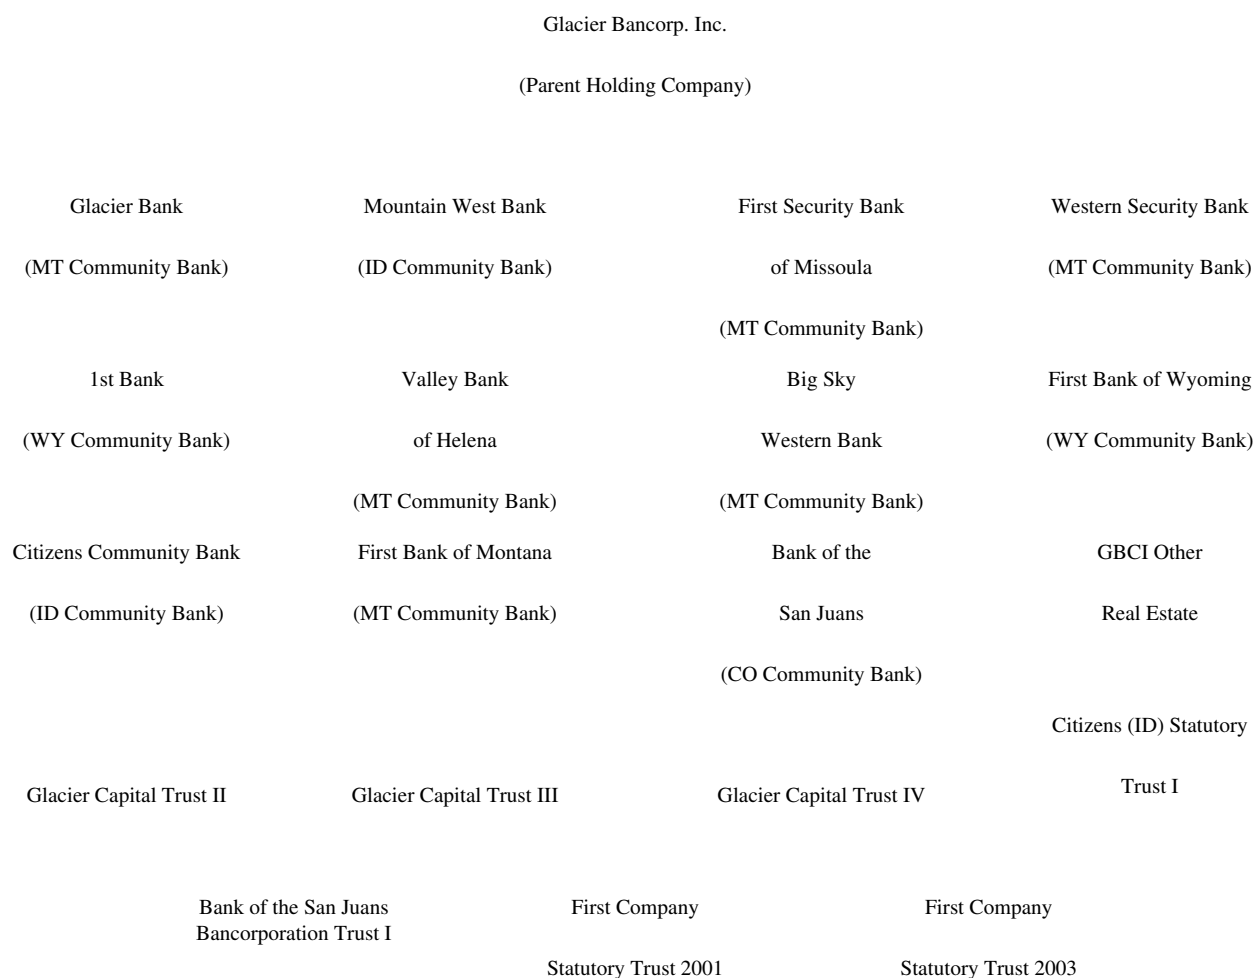 Glacier Bancorp. Inc.
(Parent Holding Company)
Glacier Bank
(MT Community Bank)
Mountain West Bank
(ID Community Bank)
First Security Bank
of Missoula
(MT Community Bank)
Western Security Bank
(MT Community Bank)
1st Bank
(WY Community Bank)
Valley Bank
of Helena
(MT Community Bank)
Big Sky
Western Bank
(MT Community Bank)
First Bank of Wyoming
(WY Community Bank)
Citizens Community Bank
(ID Community Bank)
First Bank of Montana
(MT Community Bank)
Bank of the
San Juans
(CO Community Bank)
GBCI Other
Real Estate
Glacier Capital Trust II
Glacier Capital Trust III
Glacier Capital Trust IV
Citizens (ID) Statutory
Trust I
Bank of the San Juans
Bancorporation Trust I
First Company
Statutory Trust 2001
First Company
Statutory Trust 2003